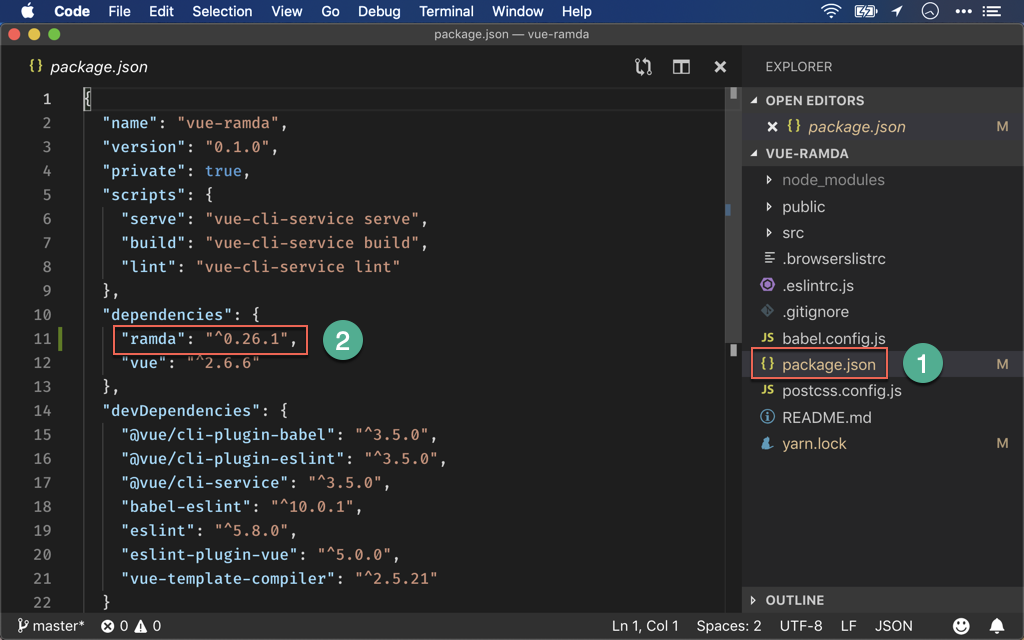 Code File Edit Selection View Go Debug Terminal Window Help
package.json — vue-ramda
{} package.json
EXPLORER
1 {
2 "name": "vue-ramda",
3 "version": "0.1.0",
4 "private": true,
5 "scripts": {
6 "serve": "vue-cli-service serve",
7 "build": "vue-cli-service build",
8 "lint": "vue-cli-service lint"
9 },
10 "dependencies": {
11 "ramda": "^0.26.1",
2
12 "vue": "^2.6.6"
13 },
14 "devDependencies": {
15 "@vue/cli-plugin-babel": "^3.5.0",
16 "@vue/cli-plugin-eslint": "^3.5.0",
17 "@vue/cli-service": "^3.5.0",
18 "babel-eslint": "^10.0.1",
19 "eslint": "^5.8.0",
20 "eslint-plugin-vue": "^5.0.0",
21 "vue-template-compiler": "^2.5.21"
22 }
OPEN EDITORS
{} package.json M
VUE-RAMDA
node_modules
public
src
.browserslistrc
.eslintrc.js
.gitignore
JS babel.config.js
{} package.json 1 M
JS postcss.config.js
README.md
yarn.lock M
OUTLINE
master* 0 0 Ln 1, Col 1 Spaces: 2 UTF-8 LF JSON